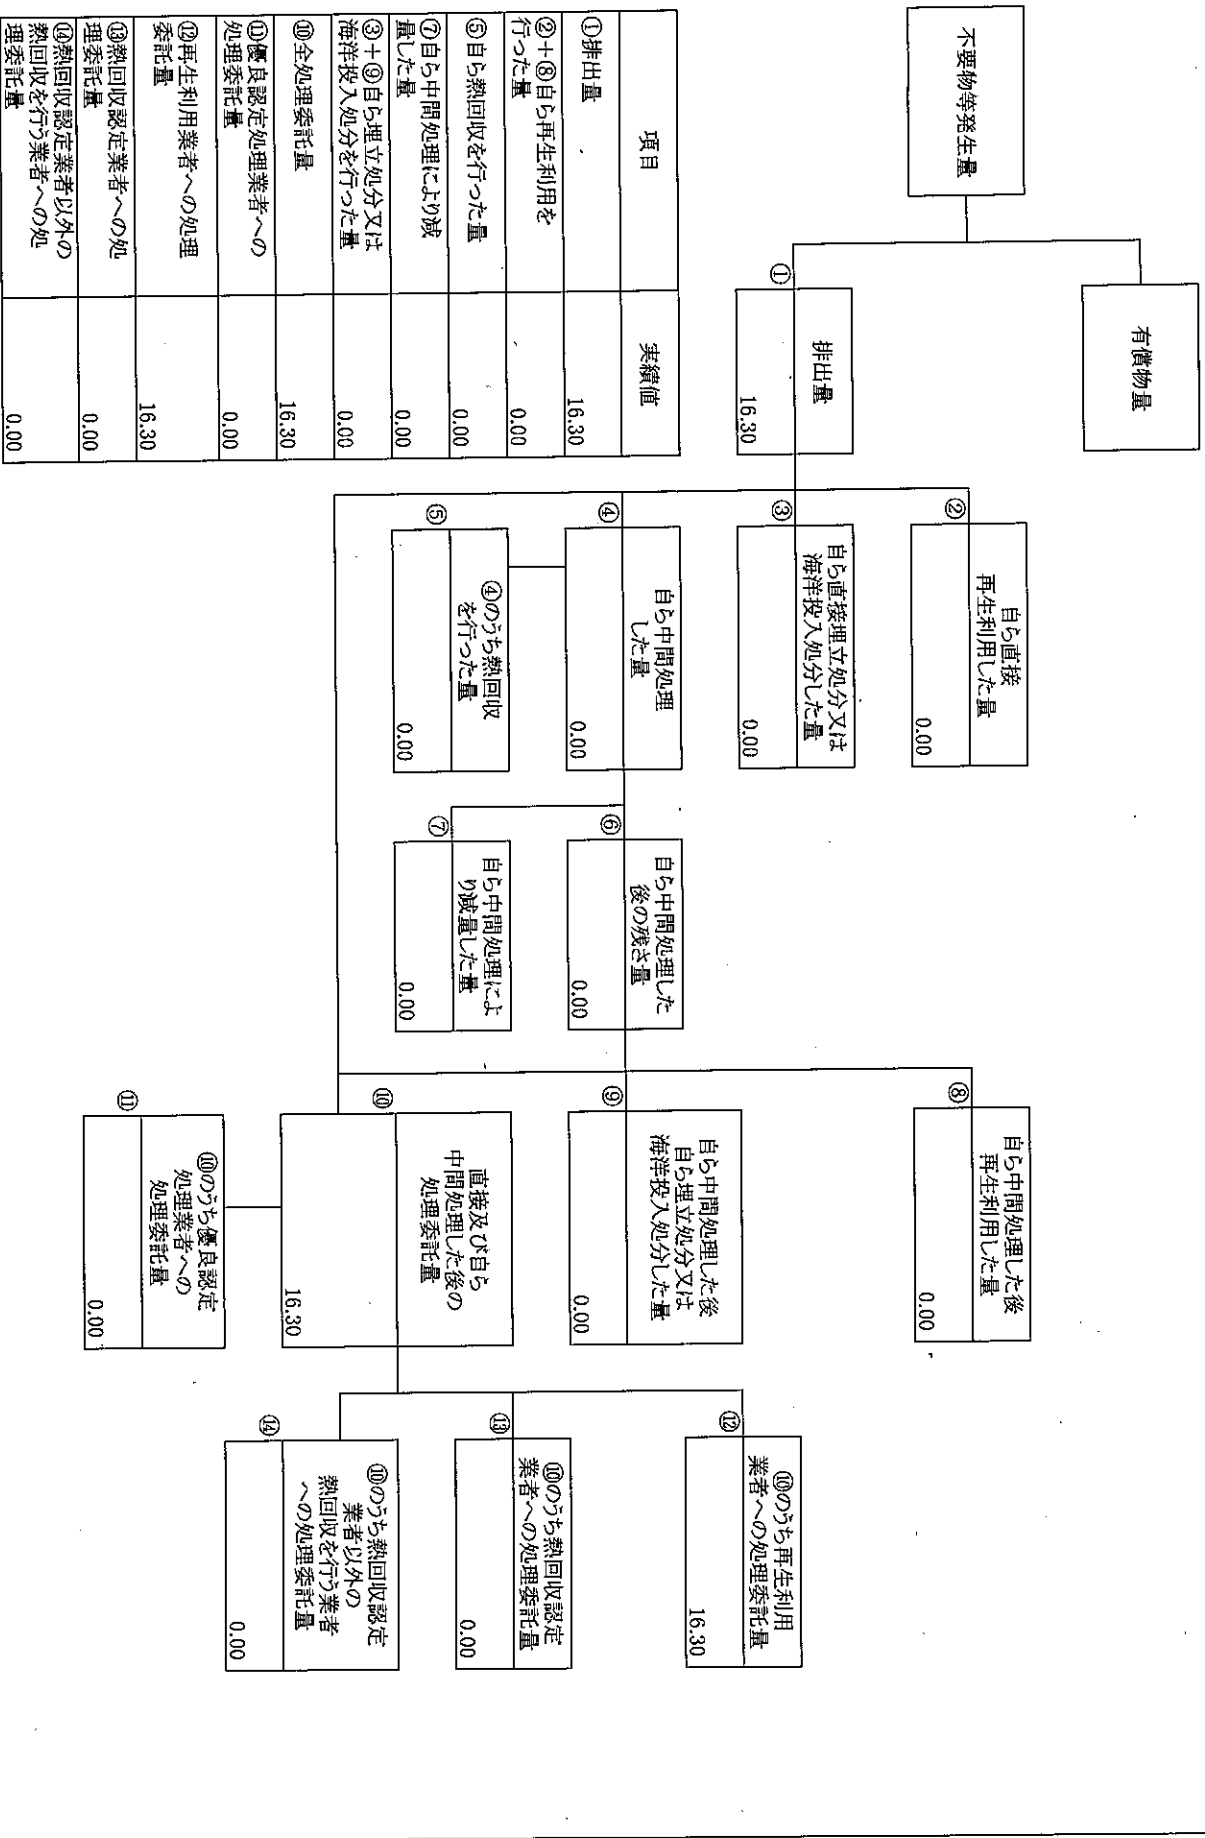 不要物等発生量
有償物量
①
排出量
16.30
②
自ら直接
再生利用した量
0.00
③
自ら直接埋立処分又は
海洋投入処分した量
0.00
④
自ら中間処理
した量
0.00
⑤
④のうち熱回収
を行った量
0.00
⑥
自ら中間処理した
後の残さ量
0.00
⑦
自ら中間処理によ
り減量した量
0.00
⑧
自ら中間処理した後
再生利用した量
0.00
⑨
自ら中間処理した後
自ら埋立処分又は
海洋投入処分した量
0.00
⑩
直接及び自ら
中間処理した後の
処理委託量
16.30
⑪
⑩のうち優良認定
処理業者への
処理委託量
0.00
⑫
⑩のうち再生利用
業者への処理委託量
16.30
⑬
⑩のうち熱回収認定
業者への処理委託量
0.00
⑭
⑩のうち熱回収認定
業者以外の
熱回収を行う業者
への処理委託量
0.00
項目
実績値
①排出量
16.30
②+⑧自ら再生利用を
行った量
0.00
⑤自ら熱回収を行った量
0.00
⑦自ら中間処理により減
量した量
0.00
③+⑨自ら埋立処分又は
海洋投入処分を行った量
0.00
⑩全処理委託量
16.30
⑪優良認定処理業者への
処理委託量
0.00
⑫再生利用業者への処理
委託量
16.30
⑬熱回収認定業者への処
理委託量
0.00
⑭熱回収認定業者以外の
熱回収を行う業者への処
理委託量
0.00